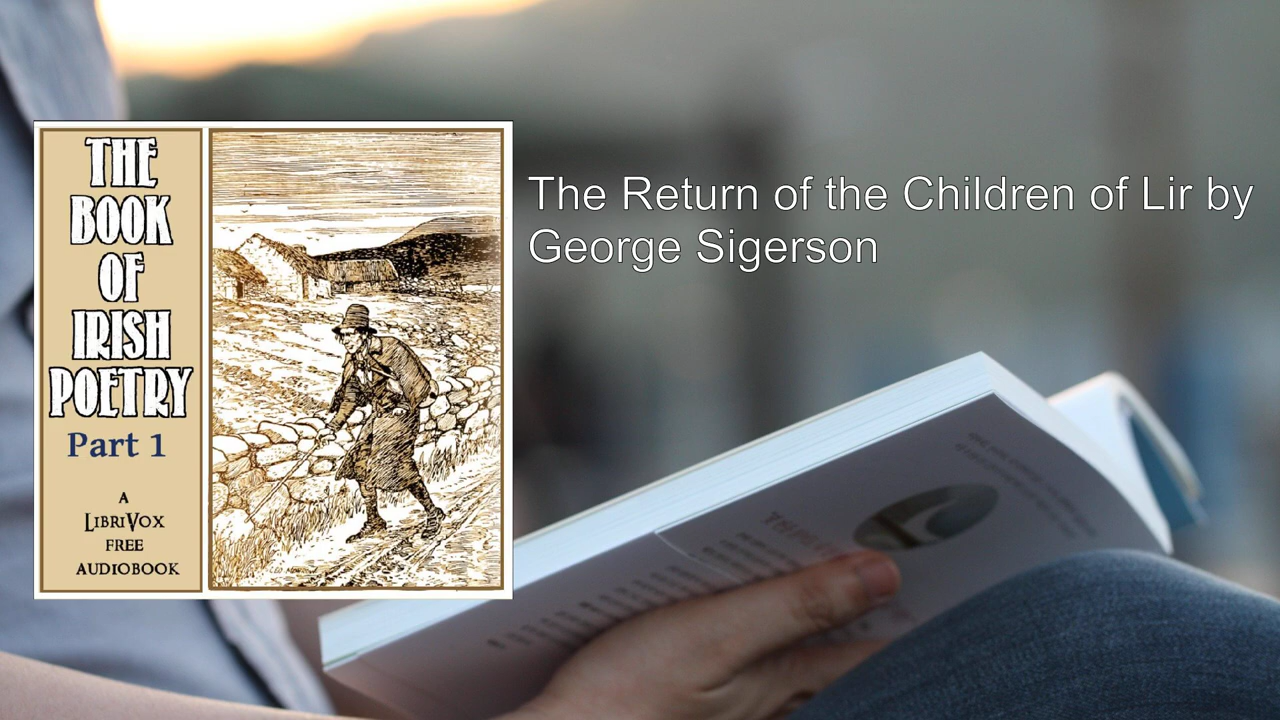 THE
BOOK
OF
IRISH
POETRY
Part 1
A
LIBRIVOX
FREE
AUDIOBOOK
The Return of the Children of Lir by
George Sigerson